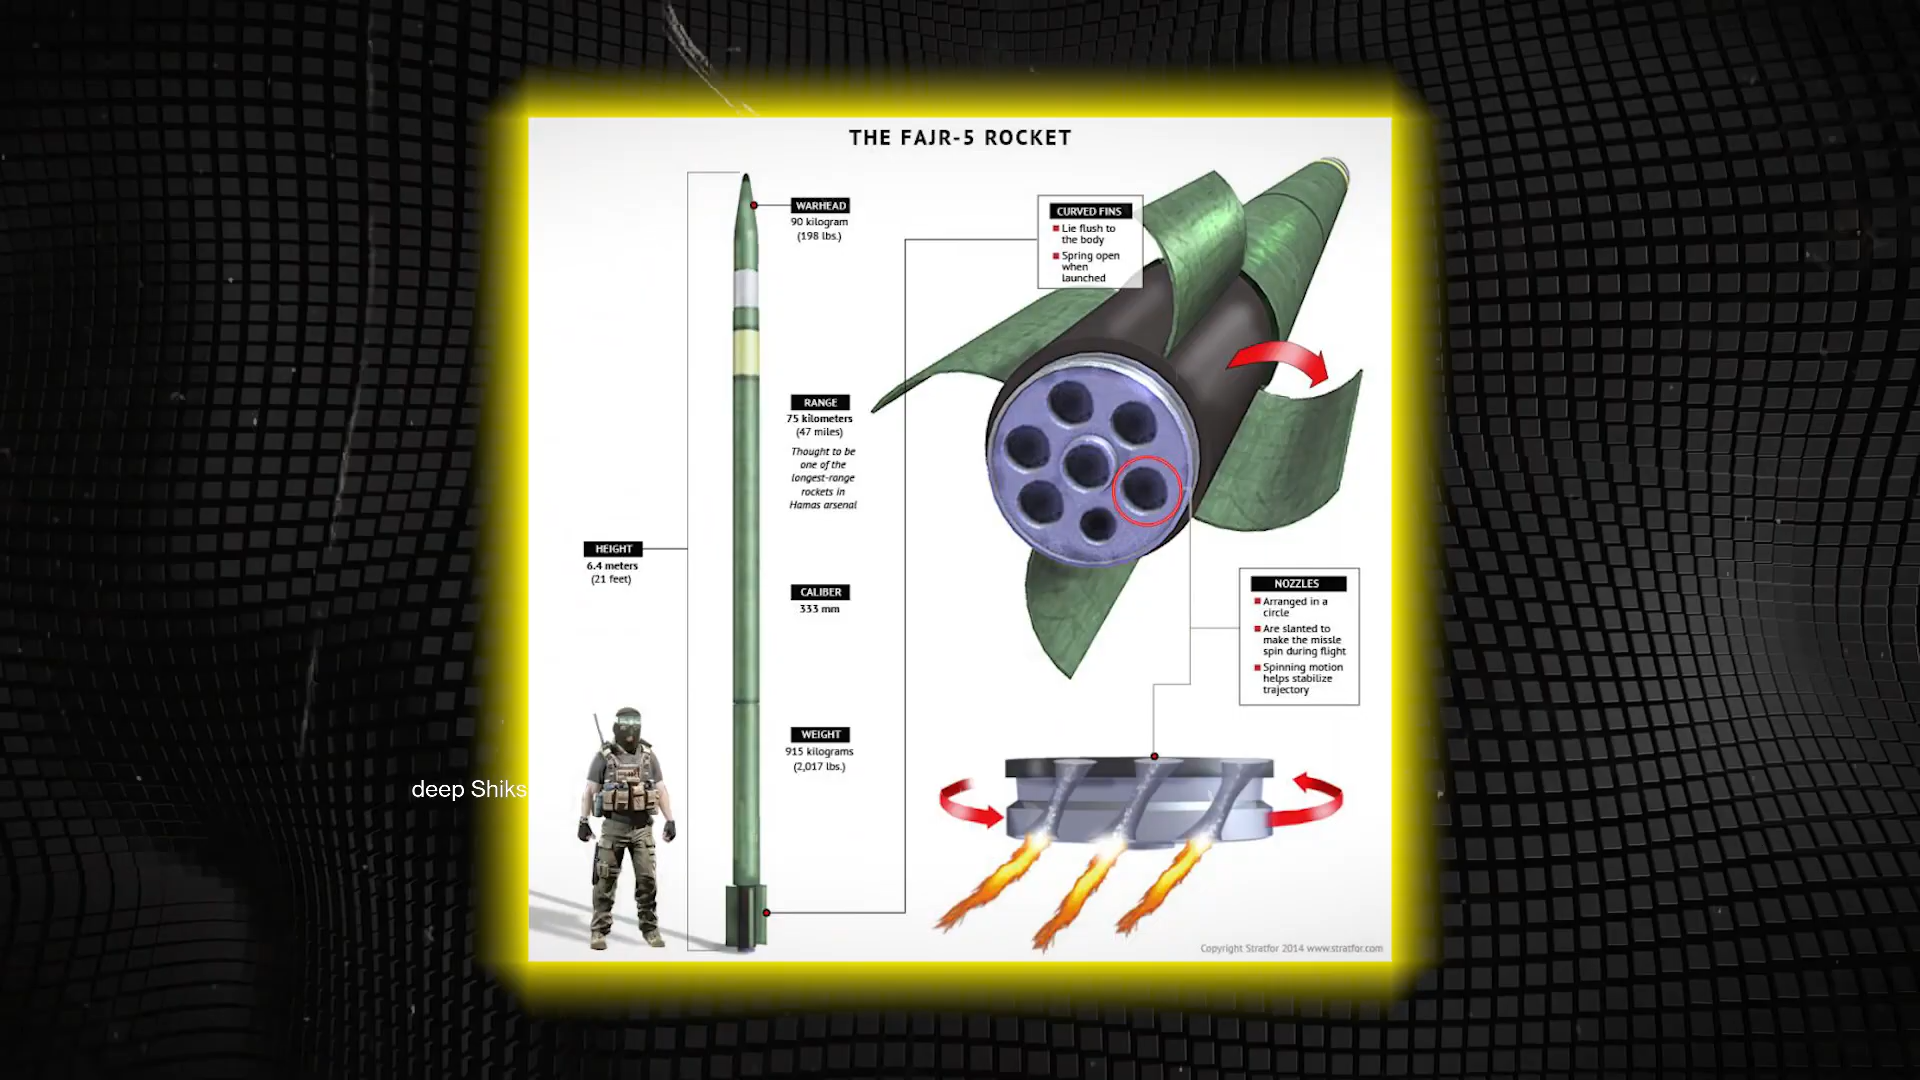 THE FAJR-5 ROCKET
WARHEAD
90 kilogram
(198 lbs.)
RANGE
75 kilometers
(47 miles)
Thought to be
one of the
longest-range
rockets in
Hamas arsenal
HEIGHT
6.4 meters
(21 feet)
CALIBER
333 mm
WEIGHT
915 kilograms
(2,017 lbs.)
CURVED FINS
Lie flush to
the body
Spring open
when
launched
NOZZLES
Arranged in a
circle
Are slanted to
make the missle
spin during flight
Spinning motion
helps stabilize
trajectory
deep Shiks
Copyright Stratfor 2014 www.stratfor.com